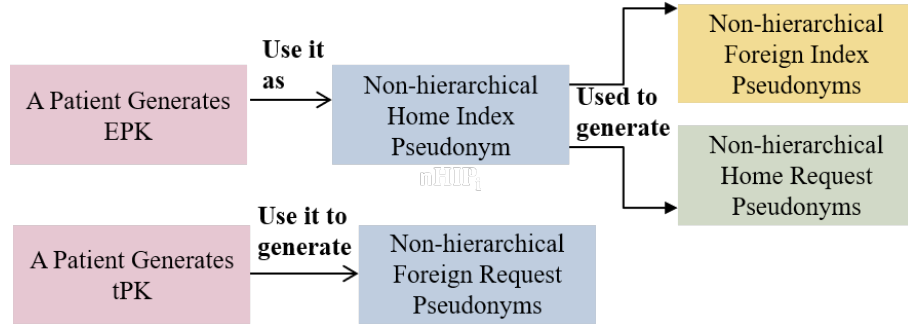 A Patient Generates
EPK
Use it
as
Non-hierarchical
Home Index
Pseudonym
nHIPi
Used to
generate
Non-hierarchical
Foreign Index
Pseudonyms
Non-hierarchical
Home Request
Pseudonyms
A Patient Generates
tPK
Use it to
generate
Non-hierarchical
Foreign Request
Pseudonyms